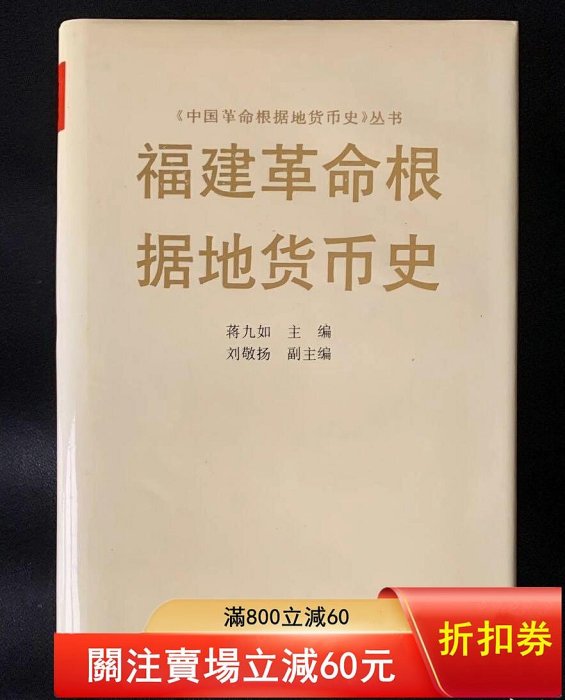 《中国革命根据地货币史》丛书
福建革命根
据地货币史
蒋九如 主 编
刘敬扬 副主编
滿800立減60
關注賣場立減60元
折扣券